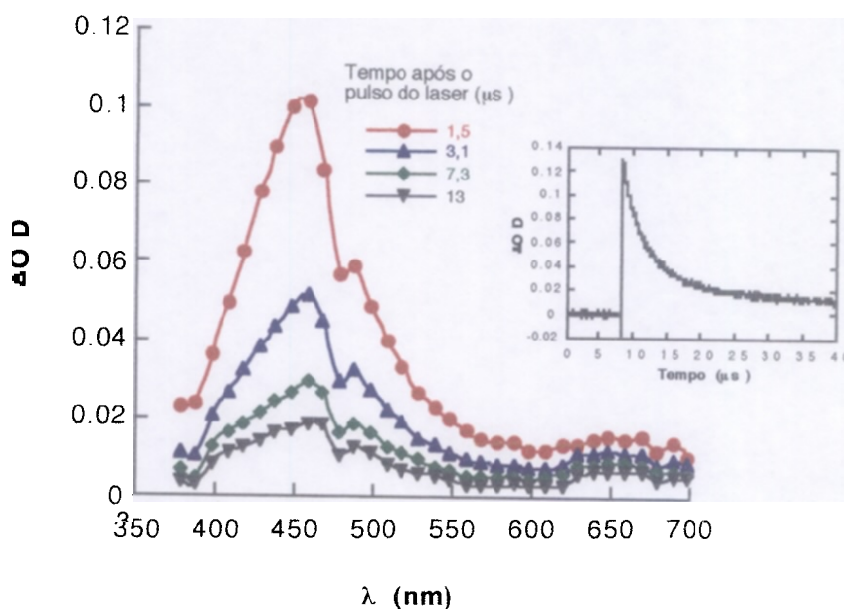 0.12
0.1
0.08
0.06
0.04
0.02
0
ΔO D
350 400 450 500 550 600 650 700
λ (nm)
Tempo após o
pulso do laser (μs )
1,5
3,1
7,3
13
0.14
0.12
0.10
0.08
0.06
0.04
0.02
0
-0.02
ΔO D
0 5 10 15 20 25 30 35 40
Tempo (μs )